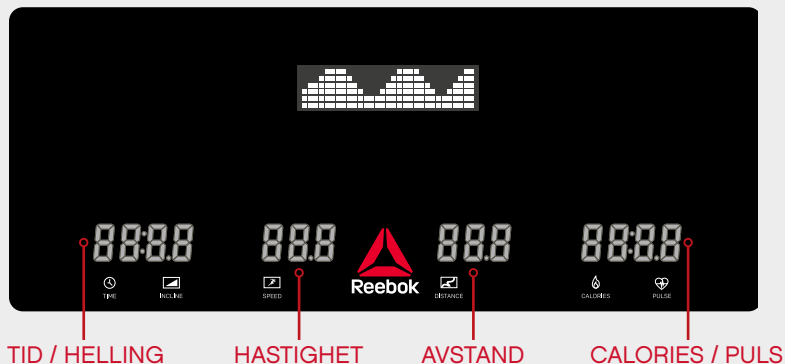 88:8.8
88.8
88.8
88:8.8
Reebok
TIME
INCLINE
SPEED
DISTANCE
CALORIES
PULSE
TID / HELLING
HASTIGHET
AVSTAND
CALORIES / PULS